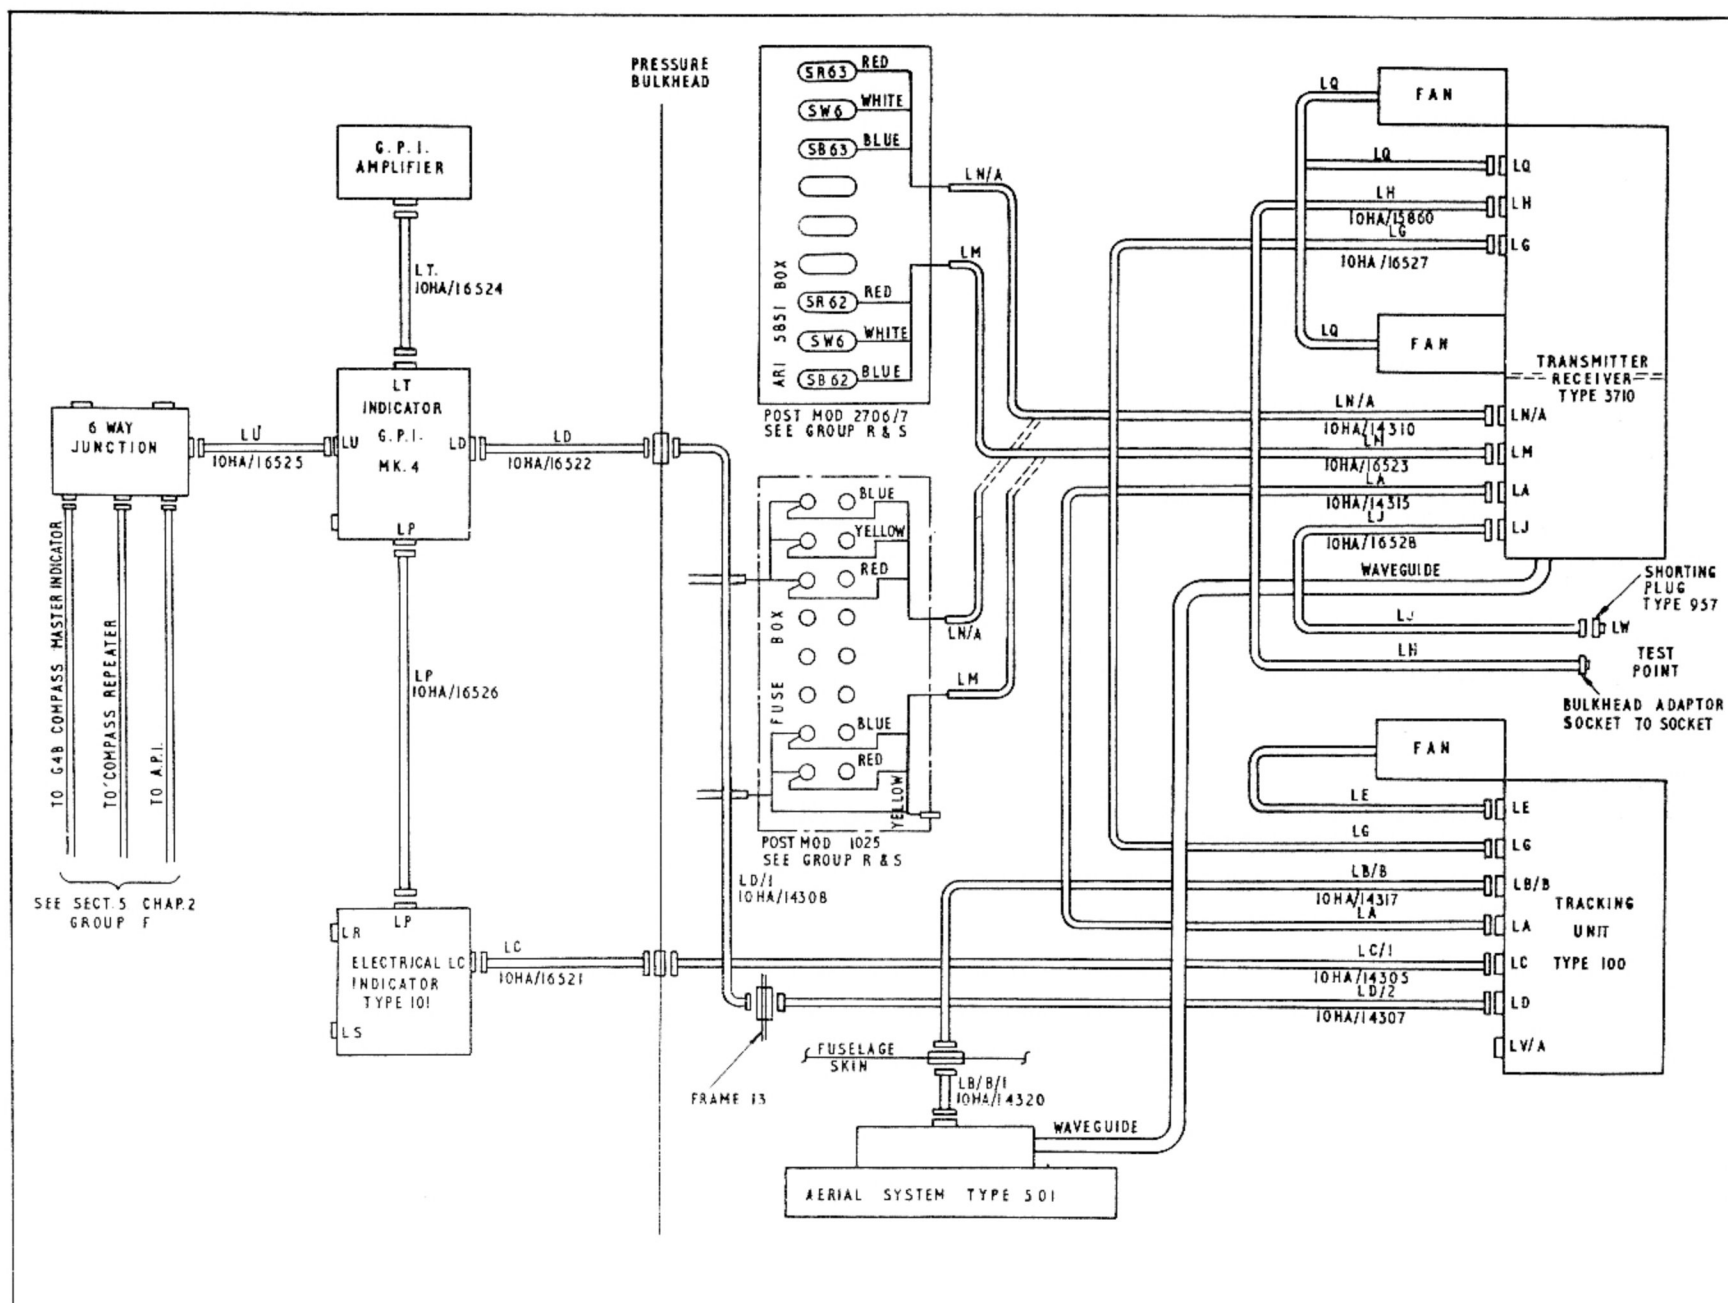 PRESSURE
BULKHEAD
G. P. I.
AMPLIFIER
LT.
10HA/16524
LT
INDICATOR
G. P. I.
MK. 4
LU
LD
LP
6 WAY
JUNCTION
LU
10HA/16525
LD
10HA/16522
TO G4B COMPASS MASTER INDICATOR
TO COMPASS REPEATER
TO A.P.I.
SEE SECT. 5 CHAP. 2
GROUP F
LP
10HA/16526
LP
LR
ELECTRICAL LC
INDICATOR
TYPE 101
LS
LC
10HA/16521
SR63 RED
SW6 WHITE
SB63 BLUE
SR62 RED
SW6 WHITE
SB62 BLUE
ARI 5851 BOX
POST MOD 2706/7
SEE GROUP R & S
LN/A
LM
BLUE
YELLOW
RED
BLUE
RED
YELLOW
FUSE BOX
LN/A
LM
POST MOD 1025
SEE GROUP R & S
LD/1
10HA/14308
FRAME 13
FUSELAGE
SKIN
LB/B/1
10HA/14320
WAVEGUIDE
AERIAL SYSTEM TYPE 501
LQ
FAN
LQ
LQ
LH
10HA/15860
LH
LG
10HA/16527
LG
LQ
FAN
TRANSMITTER
RECEIVER
TYPE 3710
LN/A
10HA/14310
LN/A
LM
10HA/16523
LM
LA
10HA/14315
LA
LJ
10HA/16528
LJ
WAVEGUIDE
SHORTING
PLUG
TYPE 957
LJ
LW
LH
TEST
POINT
BULKHEAD ADAPTOR
SOCKET TO SOCKET
FAN
LE
LE
LG
LG
LB/B
10HA/14317
LB/B
LA
LA
LC/1
10HA/14305
LC
LD/2
10HA/14307
LD
LV/A
TRACKING
UNIT
TYPE 100